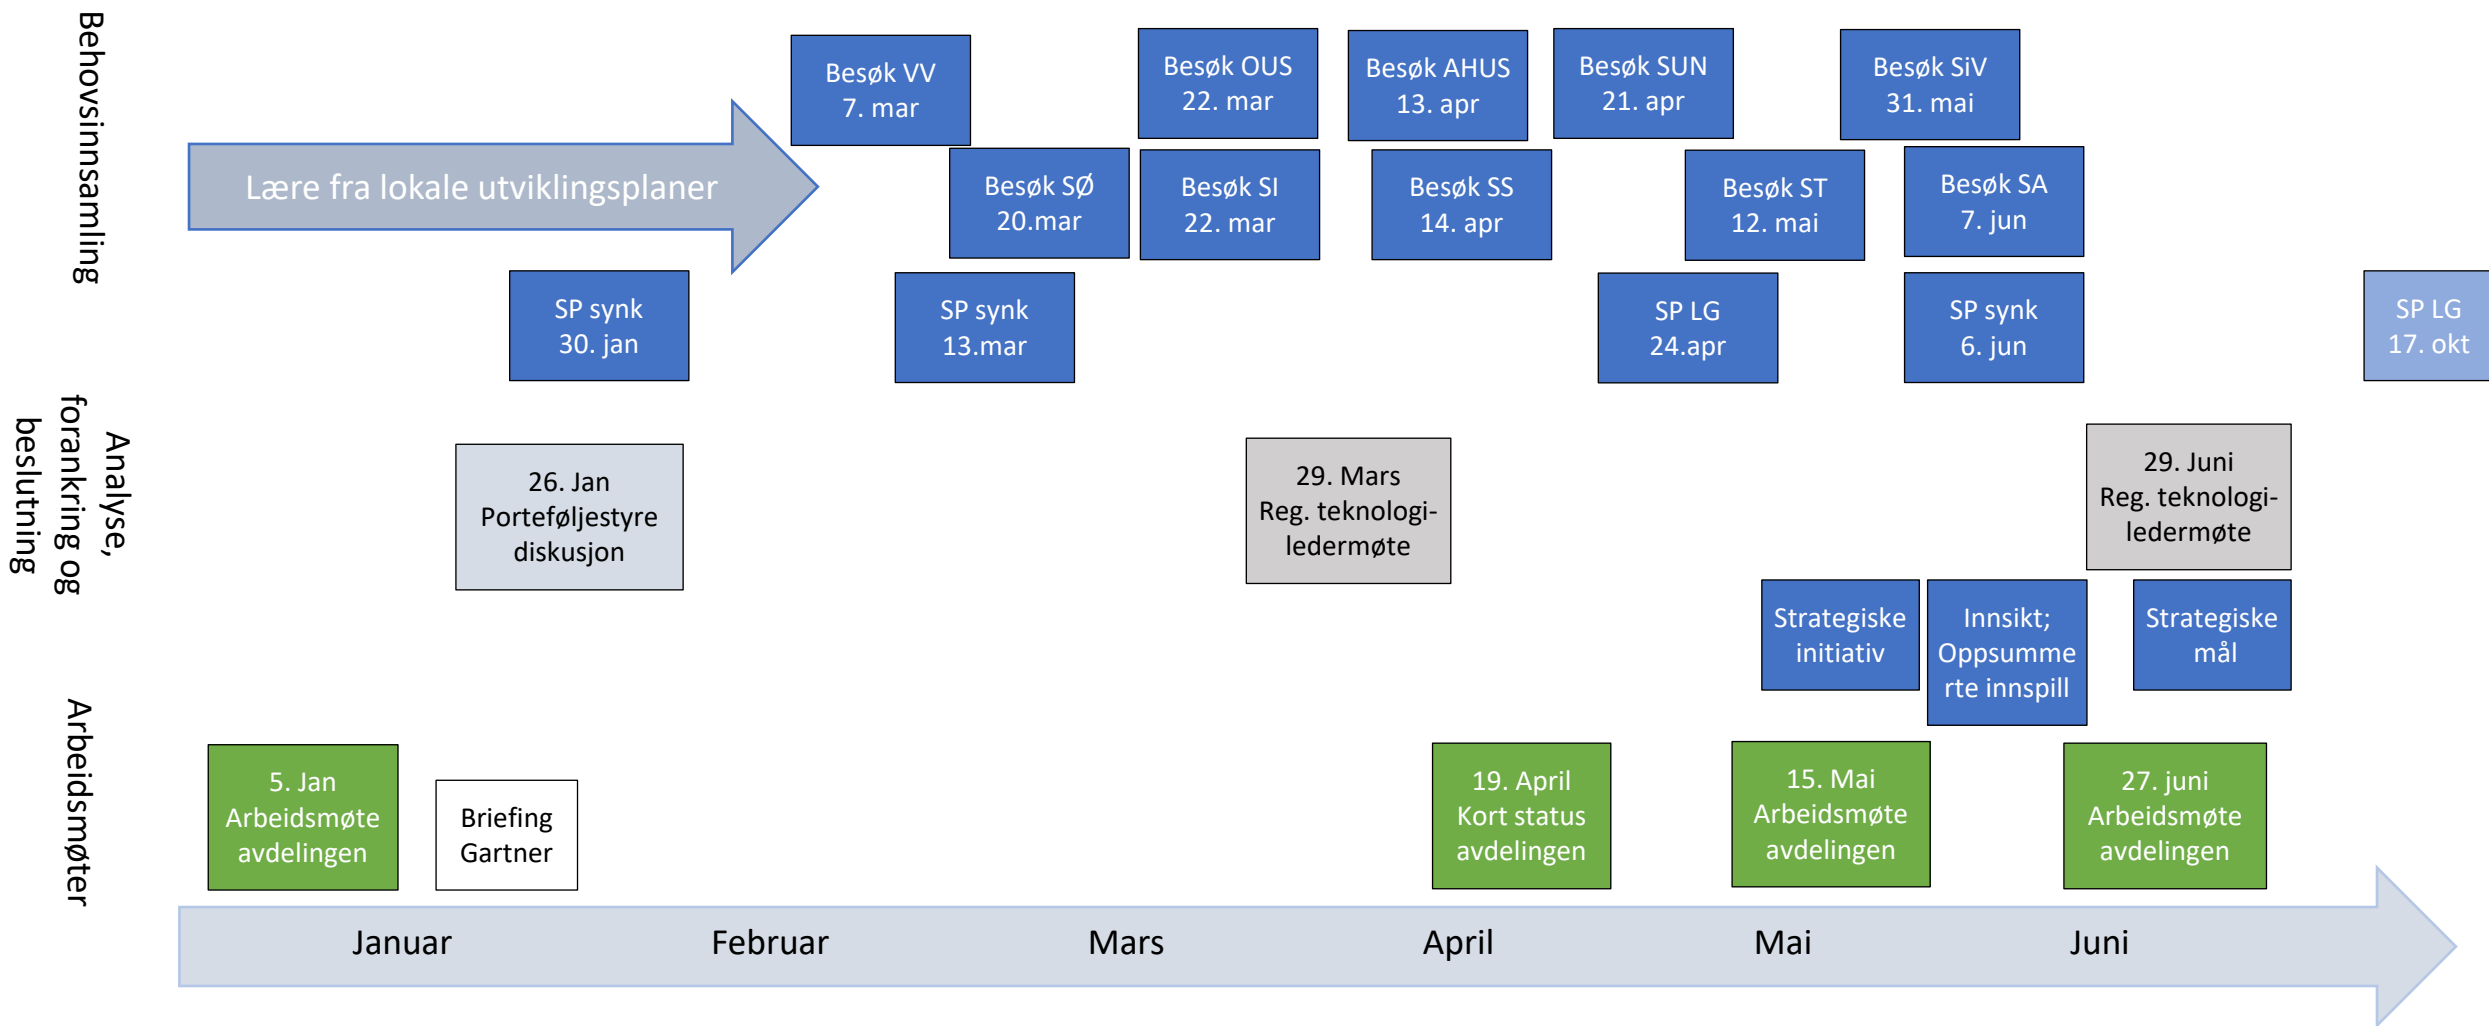 Behovsinnsamling
Besøk VV
7. mar
Besøk OUS
22. mar
Besøk AHUS
13. apr
Besøk SUN
21. apr
Besøk SiV
31. mai
Lære fra lokale utviklingsplaner
Besøk SØ
20.mar
Besøk SI
22. mar
Besøk SS
14. apr
Besøk ST
12. mai
Besøk SA
7. jun
SP synk
30. jan
SP synk
13.mar
SP LG
24.apr
SP synk
6. jun
SP LG
17. okt
Analyse,
forankring og
beslutning
26. Jan
Porteføljestyre
diskusjon
29. Mars
Reg. teknologi-
ledermøte
29. Juni
Reg. teknologi-
ledermøte
Strategiske
initiativ
Innsikt;
Oppsumme
rte innspill
Strategiske
mål
Arbeidsmøter
5. Jan
Arbeidsmøte
avdelingen
Briefing
Gartner
19. April
Kort status
avdelingen
15. Mai
Arbeidsmøte
avdelingen
27. juni
Arbeidsmøte
avdelingen
Januar
Februar
Mars
April
Mai
Juni